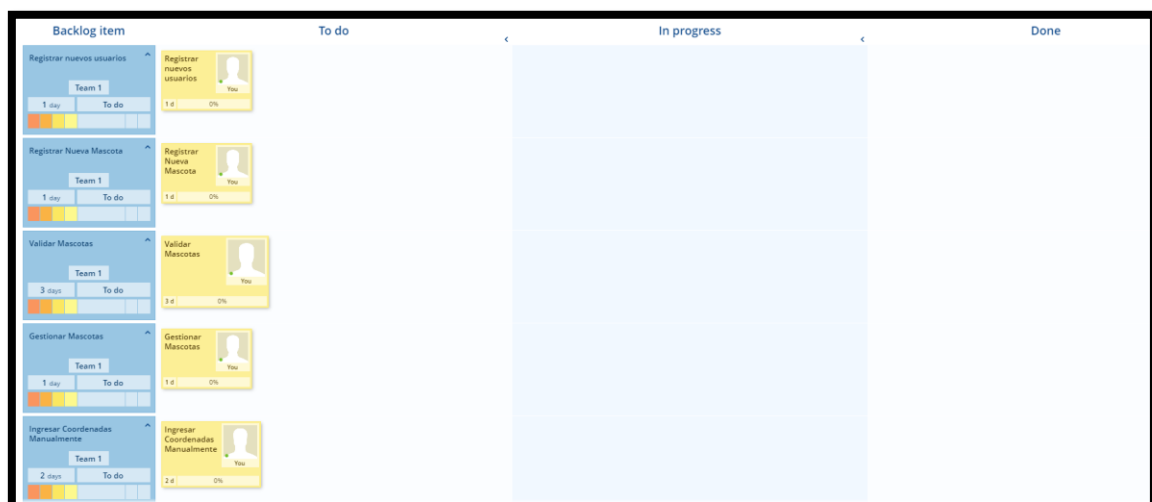 Backlog item
To do
In progress
Done
Registrar nuevos usuarios
Team 1
1 day
To do
Registrar
nuevos
usuarios
You
1 d
0%
Registrar Nueva Mascota
Team 1
1 day
To do
Registrar
Nueva
Mascota
You
1 d
0%
Validar Mascotas
Team 1
3 days
To do
Validar
Mascotas
You
3 d
0%
Gestionar Mascotas
Team 1
1 day
To do
Gestionar
Mascotas
You
1 d
0%
Ingresar Coordenadas
Manualmente
Team 1
2 days
To do
Ingresar
Coordenadas
Manualmente
You
2 d
0%